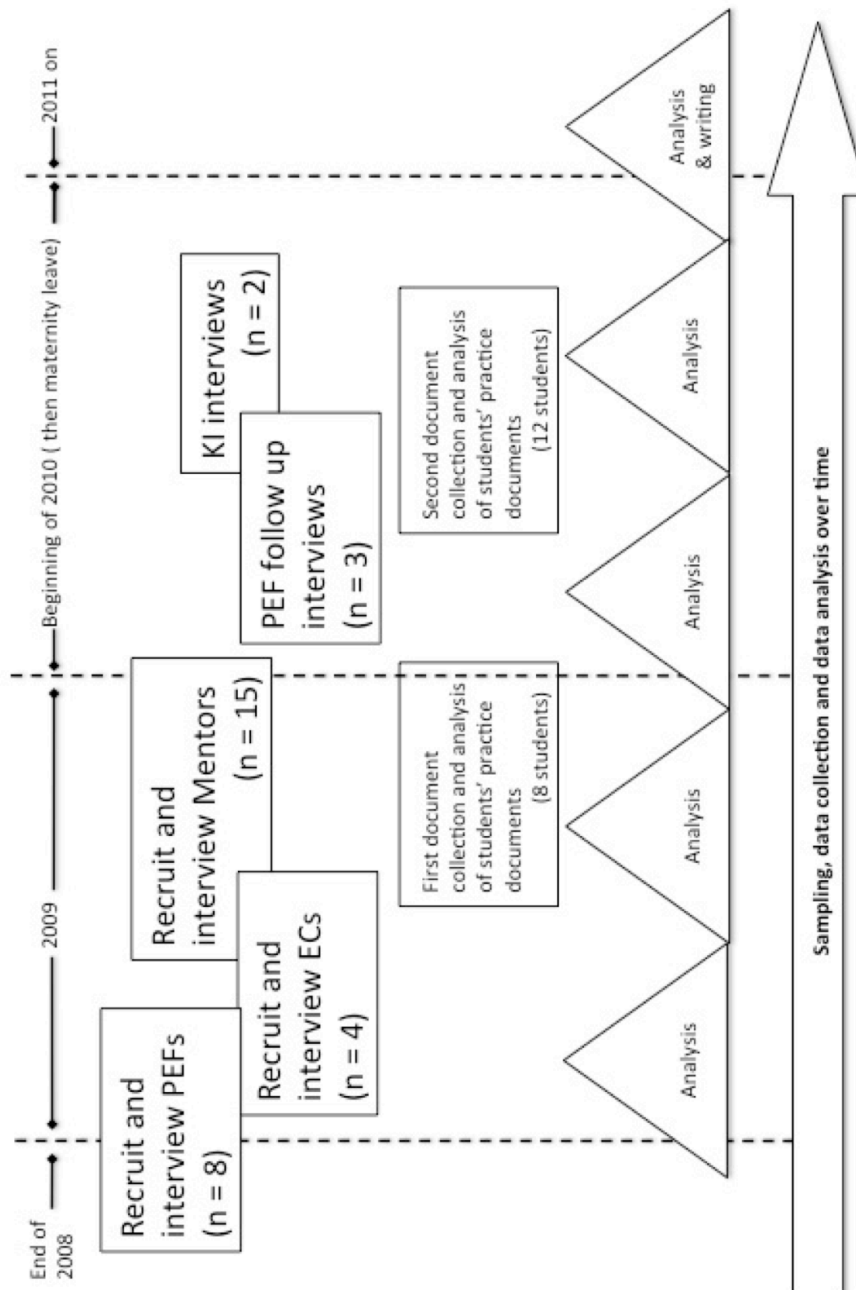 End of
2008
2009
Beginning of 2010 ( then maternity leave)
2011 on
Recruit and
interview PEFs
(n = 8)
Recruit and
interview ECs
(n = 4)
Recruit and
interview Mentors
(n = 15)
PEF follow up
interviews
(n = 3)
KI interviews
(n = 2)
First document
collection and analysis
of students’ practice
documents
(8 students)
Second document
collection and analysis
of students’ practice
documents
(12 students)
Analysis
Analysis
Analysis
Analysis
Analysis
& writing
Sampling, data collection and data analysis over time